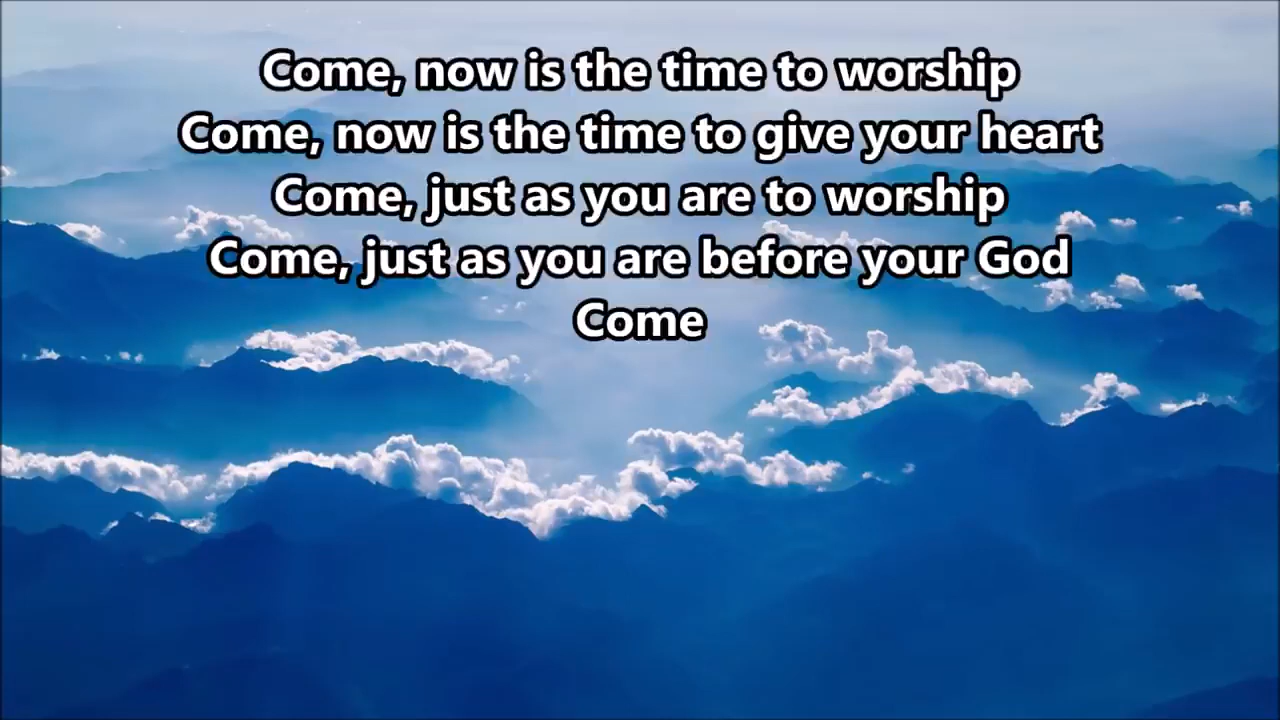 Come, now is the time to worship
Come, now is the time to give your heart
Come, just as you are to worship
Come, just as you are before your God
Come